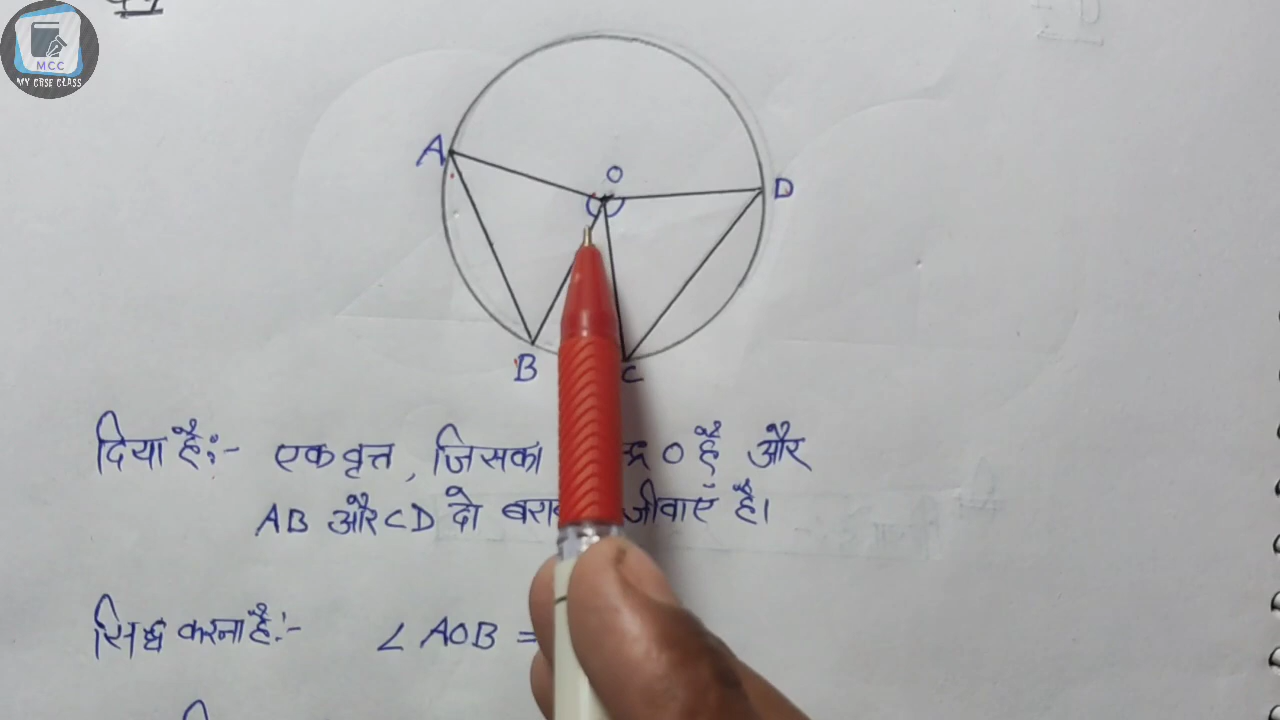 MCC
MY CBSE CLASS
A
O
D
B
C
दिया है:- एक वृत्त, जिसका O है और
AB और CD दो जीवाएँ है।
सिद्ध करना है:- ∠AOB =